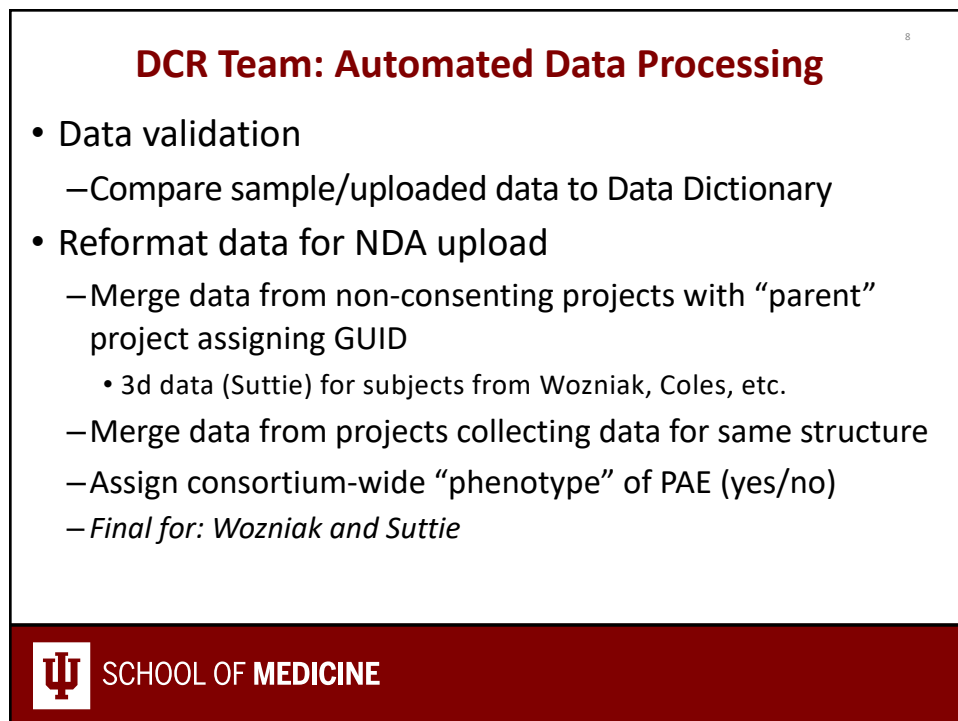 8
DCR Team: Automated Data Processing
• Data validation
–Compare sample/uploaded data to Data Dictionary
• Reformat data for NDA upload
–Merge data from non-consenting projects with “parent”
project assigning GUID
• 3d data (Suttie) for subjects from Wozniak, Coles, etc.
–Merge data from projects collecting data for same structure
–Assign consortium-wide “phenotype” of PAE (yes/no)
–Final for: Wozniak and Suttie
SCHOOL OF MEDICINE